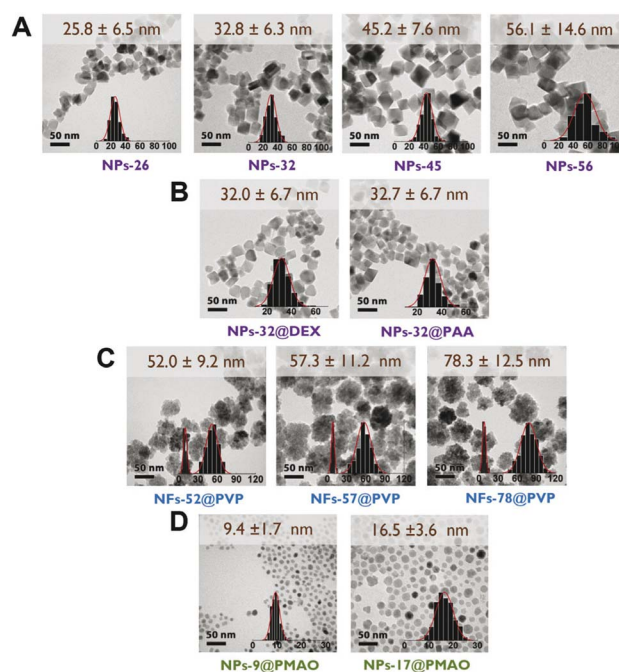 A
25.8 ± 6.5 nm 32.8 ± 6.3 nm 45.2 ± 7.6 nm 56.1 ± 14.6 nm
50 nm 50 nm 50 nm 50 nm
0 20 40 60 80 100 0 20 40 60 80 100 0 20 40 60 80 100 0 20 40 60 80 100
NPs-26 NPs-32 NPs-45 NPs-56
B
32.0 ± 6.7 nm 32.7 ± 6.7 nm
50 nm 50 nm
20 40 60 20 40 60
NPs-32@DEX NPs-32@PAA
C
52.0 ± 9.2 nm 57.3 ± 11.2 nm 78.3 ± 12.5 nm
50 nm 50 nm 50 nm
0 30 60 90 120 0 30 60 90 120 0 30 60 90 120
NFs-52@PVP NFs-57@PVP NFs-78@PVP
D
9.4 ±1.7 nm 16.5 ±3.6 nm
50 nm 50 nm
0 10 20 30 0 10 20 30
NPs-9@PMAO NPs-17@PMAO